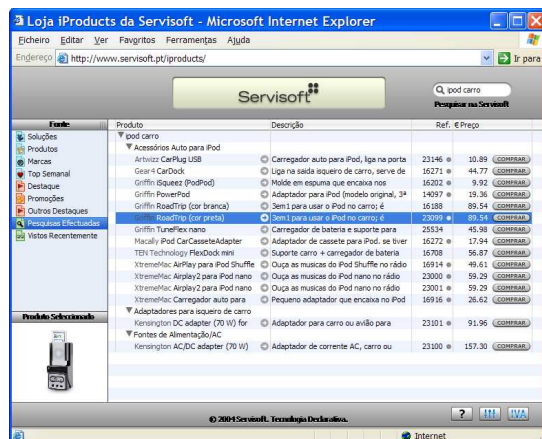 Loja iProducts da Servisoft - Microsoft Internet Explorer
Ficheiro Editar Ver Favoritos Ferramentas Ajuda
Endereço http://www.servisoft.pt/iproducts/ Ir para
Servisoft
ipod carro
Pesquisar na Servisoft
Fonte
Soluções
Produtos
Marcas
Top Semanal
Destaque
Promoções
Outros Destaques
Pesquisas Efectuadas
Vistos Recentemente
Produto Seleccionado
Produto Descrição Ref. € Preço
ipod carro
Acessórios Auto para iPod
Artwizz CarPlug USB Carregador auto para iPod, liga na porta 23146 10.89 COMPRAR
Gear4 CarDock Liga na saída isqueiro de carro, serve de 16271 44.77 COMPRAR
Griffin iSqueez (PodPod) Molde em espuma que encaixa nos 16202 9.92 COMPRAR
Griffin PowerPod Adaptador para iPod (modelo original, 3ª 14097 19.36 COMPRAR
Griffin RoadTrip (cor branca) 3em1 para usar o iPod no carro; é 16188 89.54 COMPRAR
Griffin RoadTrip (cor preta) 3em1 para usar o iPod no carro; é 23099 89.54 COMPRAR
Griffin TuneFlex nano Carregador de bateria e suporte para 25534 45.98 COMPRAR
Macally iPod CarCasseteAdapter Adaptador de cassete para iPod. se tiver 16272 17.94 COMPRAR
TEN Technology FlexDock mini Suporte carro + carregador de bateria 16708 56.87 COMPRAR
XtremeMac AirPlay para iPod Shuffle Ouça as musicas do iPod Shuffle no rádio 16914 49.61 COMPRAR
XtremeMac Airplay2 para iPod nano Ouça as musicas do iPod nano no rádio 23000 59.29 COMPRAR
XtremeMac Airplay2 para iPod nano Ouça as musicas do iPod nano no rádio 23001 59.29 COMPRAR
XtremeMac Carregador auto para Pequeno adaptador que encaixa no iPod 16916 26.62 COMPRAR
Adaptadores para isqueiro de carro
Kensington DC adapter (70 W) for Adaptador para carro ou avião para 23101 91.96 COMPRAR
Fontes de Alimentação/AC
Kensington AC/DC adapter (70 W) Adaptador de corrente AC, carro ou 23100 157.30 COMPRAR
© 2004 Servisoft. Tecnologia Declarativa.
? IVA
Internet